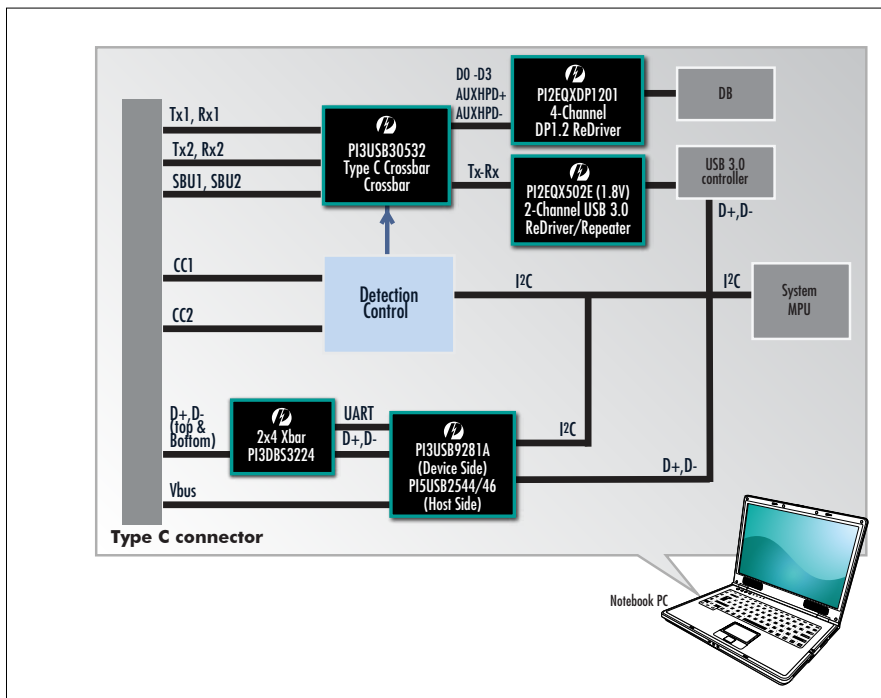 D0 -D3
AUXHPD+
AUXHPD-
PI2EQXDP1201
4-Channel
DP1.2 ReDriver
DB
Tx1, Rx1
Tx2, Rx2
SBU1, SBU2
PI3USB30532
Type C Crossbar
Crossbar
Tx-Rx
PI2EQX502E (1.8V)
2-Channel USB 3.0
ReDriver/Repeater
USB 3.0
controller
D+,D-
CC1
CC2
Detection
Control
I2C
I2C
System
MPU
D+,D-
(top &
Bottom)
2x4 Xbar
PI3DBS3224
UART
D+,D-
PI3USB9281A
(Device Side)
PI5USB2544/46
(Host Side)
I2C
D+,D-
Vbus
Type C connector
Notebook PC